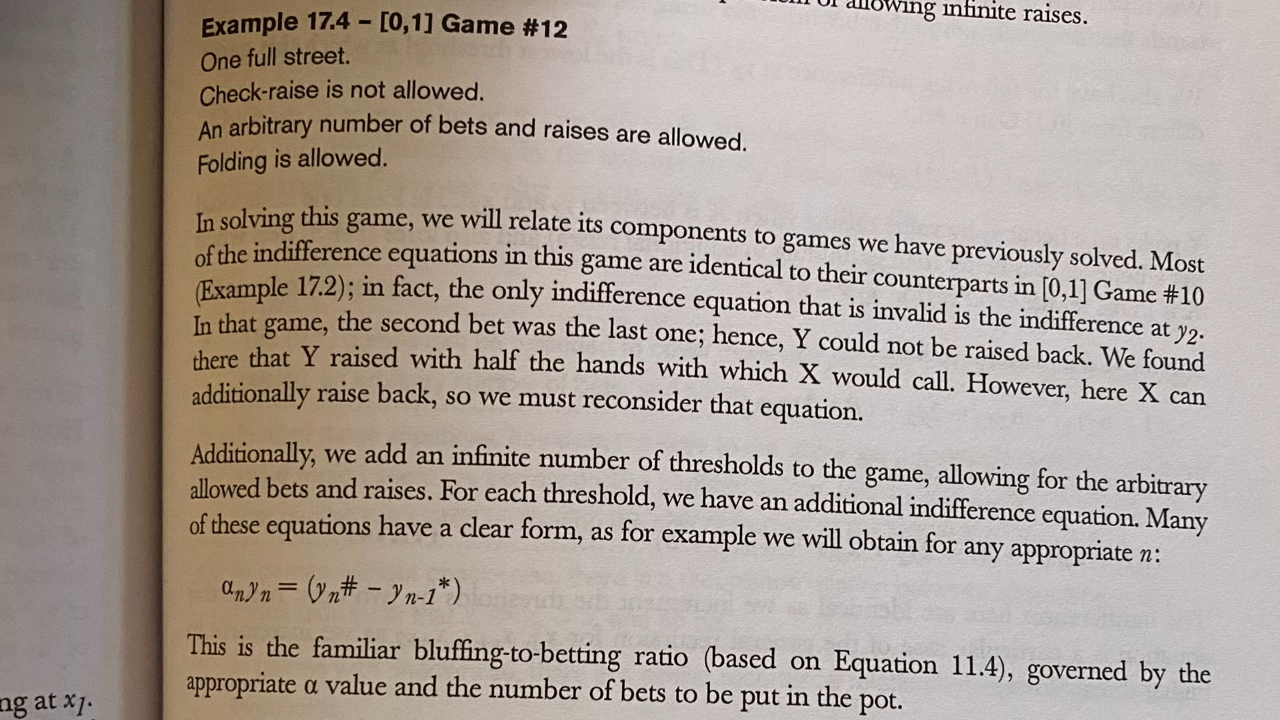 of allowing infinite raises.
Example 17.4 – [0,1] Game #12
One full street.
Check-raise is not allowed.
An arbitrary number of bets and raises are allowed.
Folding is allowed.
In solving this game, we will relate its components to games we have previously solved. Most
of the indifference equations in this game are identical to their counterparts in [0,1] Game #10
(Example 17.2); in fact, the only indifference equation that is invalid is the indifference at y₂.
In that game, the second bet was the last one; hence, Y could not be raised back. We found
there that Y raised with half the hands with which X would call. However, here X can
additionally raise back, so we must reconsider that equation.
Additionally, we add an infinite number of thresholds to the game, allowing for the arbitrary
allowed bets and raises. For each threshold, we have an additional indifference equation. Many
of these equations have a clear form, as for example we will obtain for any appropriate n:
αₙyₙ = (yₙ# – yₙ₋₁*)
This is the familiar bluffing-to-betting ratio (based on Equation 11.4), governed by the
appropriate α value and the number of bets to be put in the pot.
ng at x₁.